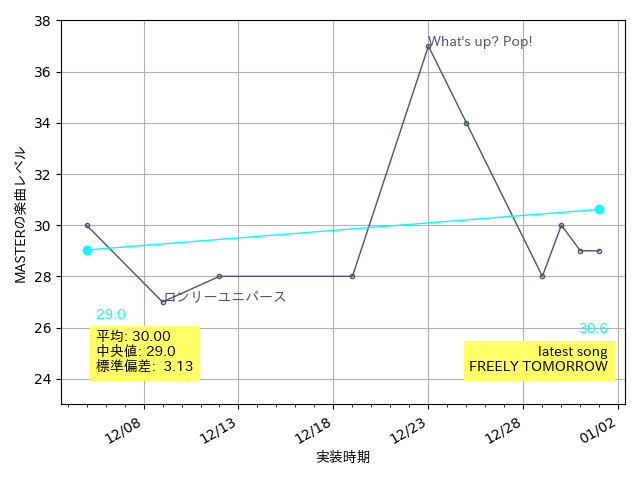 38
36
34
32
30
28
26
24
MASTERの楽曲レベル
What's up? Pop!
ロンリーユニバース
29.0
平均: 30.00
中央値: 29.0
標準偏差: 3.13
30.6
latest song
FREELY TOMORROW
12/08
12/13
12/18
12/23
12/28
01/02
実装時期